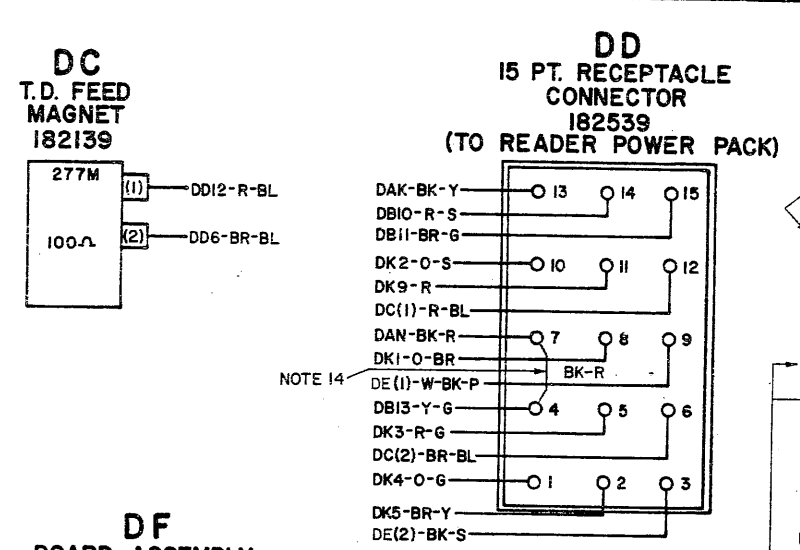 DC
T.D. FEED
MAGNET
182139
277M
(1)
DD12-R-BL
100Ω
(2)
DD6-BR-BL
DD
15 PT. RECEPTACLE
CONNECTOR
182539
(TO READER POWER PACK)
DAK-BK-Y 13 14 15
DB10-R-S
DB11-BR-G
DK2-O-S 10 11 12
DK9-R
DC(1)-R-BL
DAN-BK-R 7 8 9
DK1-O-BR
BK-R
NOTE 14
DE(1)-W-BK-P
DB13-Y-G 4 5 6
DK3-R-G
DC(2)-BR-BL
DK4-O-G 1 2 3
DK5-BR-Y
DE(2)-BK-S
DF
BOARD ASSEMBLY